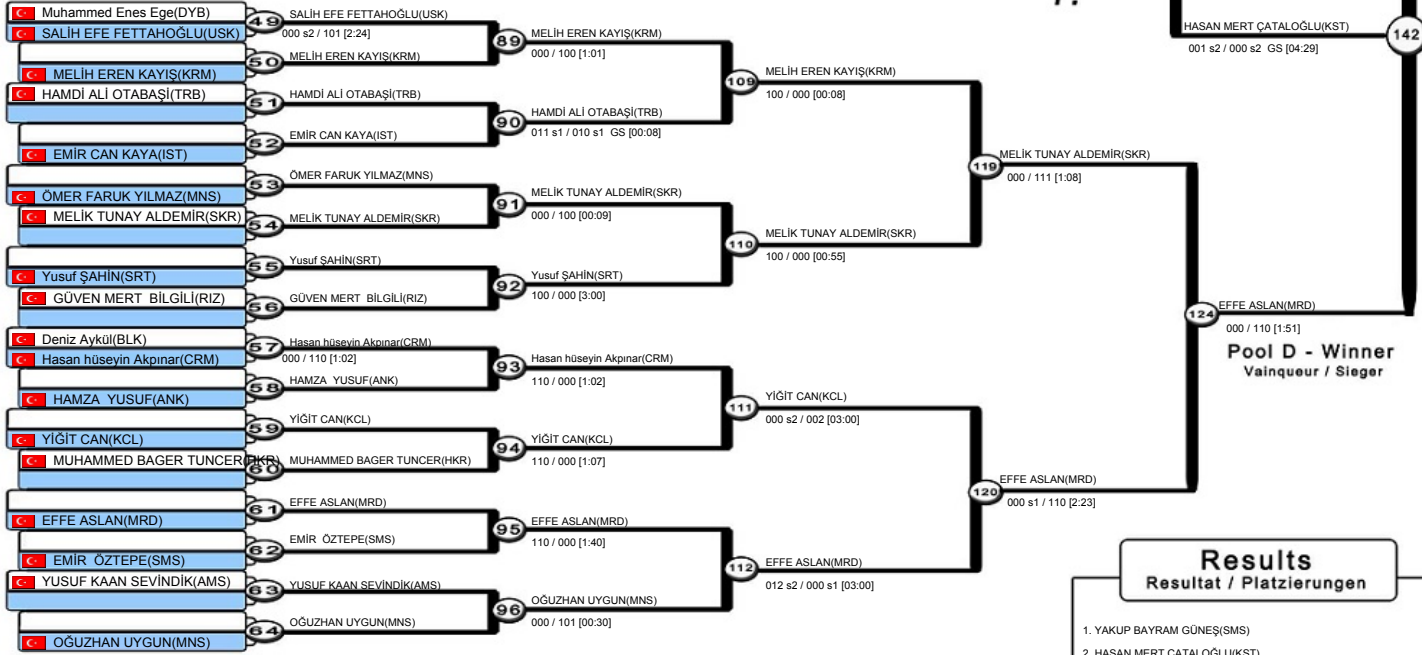 Muhammed Enes Ege(DYB)
SALİH EFE FETTAHOĞLU(USK)
MELİH EREN KAYIŞ(KRM)
HAMDİ ALİ OTABAŞİ(TRB)
EMİR CAN KAYA(IST)
ÖMER FARUK YILMAZ(MNS)
MELİK TUNAY ALDEMİR(SKR)
Yusuf ŞAHİN(SRT)
GÜVEN MERT  BİLGİLİ(RIZ)
Deniz Aykül(BLK)
Hasan hüseyin Akpınar(CRM)
HAMZA  YUSUF(ANK)
YİĞİT CAN(KCL)
MUHAMMED BAGER TUNCER(HKR)
EFFE ASLAN(MRD)
EMİR  ÖZTEPE(SMS)
YUSUF KAAN SEVİNDİK(AMS)
OĞUZHAN UYGUN(MNS)
49
SALİH EFE FETTAHOĞLU(USK)
000 s2 / 101 [2:24]
50
MELİH EREN KAYIŞ(KRM)
51
HAMDİ ALİ OTABAŞİ(TRB)
52
EMİR CAN KAYA(IST)
53
ÖMER FARUK YILMAZ(MNS)
54
MELİK TUNAY ALDEMİR(SKR)
55
Yusuf ŞAHİN(SRT)
56
GÜVEN MERT  BİLGİLİ(RIZ)
57
Hasan hüseyin Akpınar(CRM)
000 / 110 [1:02]
58
HAMZA  YUSUF(ANK)
59
YİĞİT CAN(KCL)
60
MUHAMMED BAGER TUNCER(HKR)
61
EFFE ASLAN(MRD)
62
EMİR  ÖZTEPE(SMS)
63
YUSUF KAAN SEVİNDİK(AMS)
64
OĞUZHAN UYGUN(MNS)
89
MELİH EREN KAYIŞ(KRM)
000 / 100 [1:01]
90
HAMDİ ALİ OTABAŞİ(TRB)
011 s1 / 010 s1  GS [00:08]
91
MELİK TUNAY ALDEMİR(SKR)
000 / 100 [00:09]
92
Yusuf ŞAHİN(SRT)
100 / 000 [3:00]
93
Hasan hüseyin Akpınar(CRM)
110 / 000 [1:02]
94
YİĞİT CAN(KCL)
110 / 000 [1:07]
95
EFFE ASLAN(MRD)
110 / 000 [1:40]
96
OĞUZHAN UYGUN(MNS)
000 / 101 [00:30]
109
MELİH EREN KAYIŞ(KRM)
100 / 000 [00:08]
110
MELİK TUNAY ALDEMİR(SKR)
100 / 000 [00:55]
111
YİĞİT CAN(KCL)
000 s2 / 002 [03:00]
112
EFFE ASLAN(MRD)
012 s2 / 000 s1 [03:00]
119
MELİK TUNAY ALDEMİR(SKR)
000 / 111 [1:08]
120
EFFE ASLAN(MRD)
000 s1 / 110 [2:23]
124
EFFE ASLAN(MRD)
000 / 110 [1:51]
Pool D - Winner
Vainqueur / Sieger
HASAN MERT ÇATALOĞLU(KST)
001 s2 / 000 s2  GS [04:29]
142
Results
Resultat / Platzierungen
1. YAKUP BAYRAM GÜNEŞ(SMS)
2. HASAN MERT ÇATALOĞLU(KST)